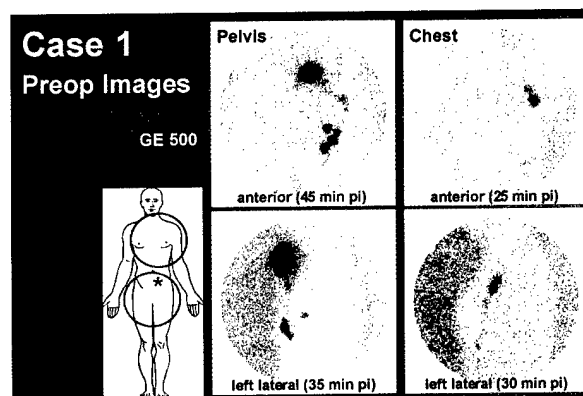 Case 1
Preop Images
GE 500
Pelvis
anterior (45 min pi)
Chest
anterior (25 min pi)
*
left lateral (35 min pi)
left lateral (30 min pi)